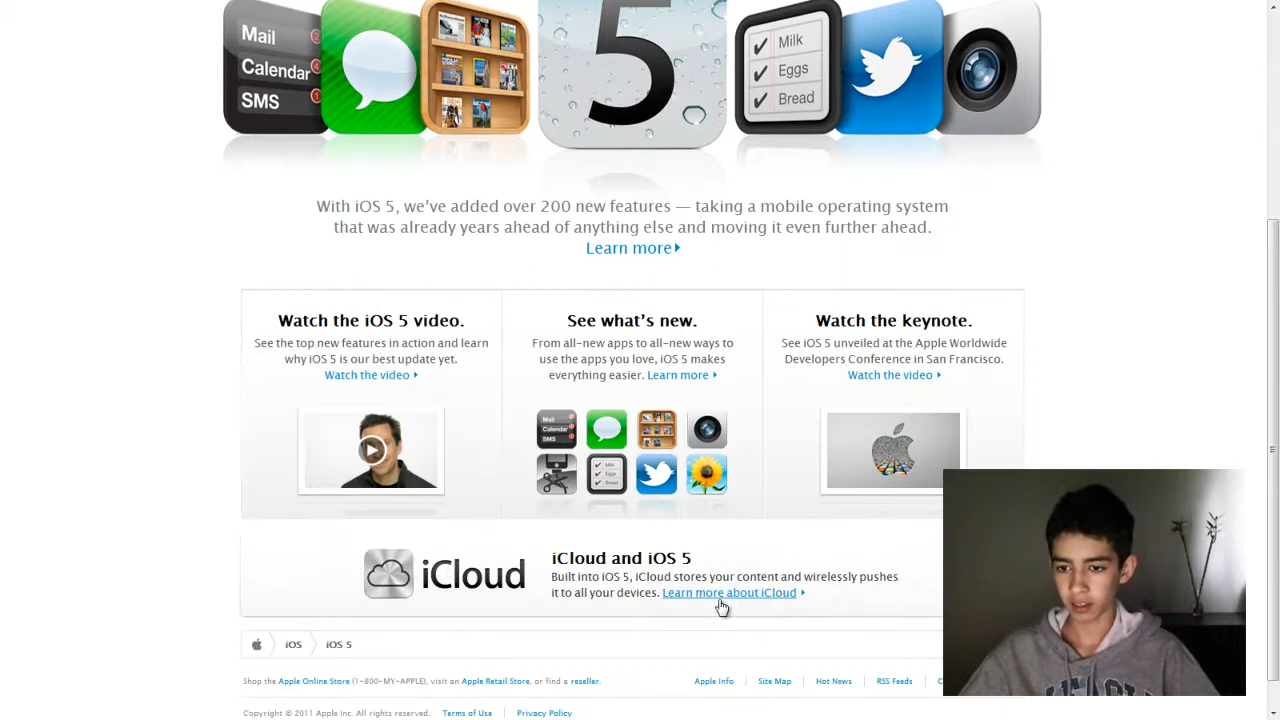 Mail
Calendar
SMS
5
Milk
Eggs
Bread
With iOS 5, we've added over 200 new features — taking a mobile operating system
that was already years ahead of anything else and moving it even further ahead.
Learn more
Watch the iOS 5 video.
See the top new features in action and learn
why iOS 5 is our best update yet.
Watch the video
See what's new.
From all-new apps to all-new ways to
use the apps you love, iOS 5 makes
everything easier. Learn more
Watch the keynote.
See iOS 5 unveiled at the Apple Worldwide
Developers Conference in San Francisco.
Watch the video
Mail
Calendar
SMS
Milk
Eggs
Bread
iCloud
iCloud and iOS 5
Built into iOS 5, iCloud stores your content and wirelessly pushes
it to all your devices. Learn more about iCloud
iOS
iOS 5
Shop the Apple Online Store (1-800-MY-APPLE), visit an Apple Retail Store, or find a reseller.
Apple Info
Site Map
Hot News
RSS Feeds
Copyright © 2011 Apple Inc. All rights reserved.
Terms of Use
Privacy Policy